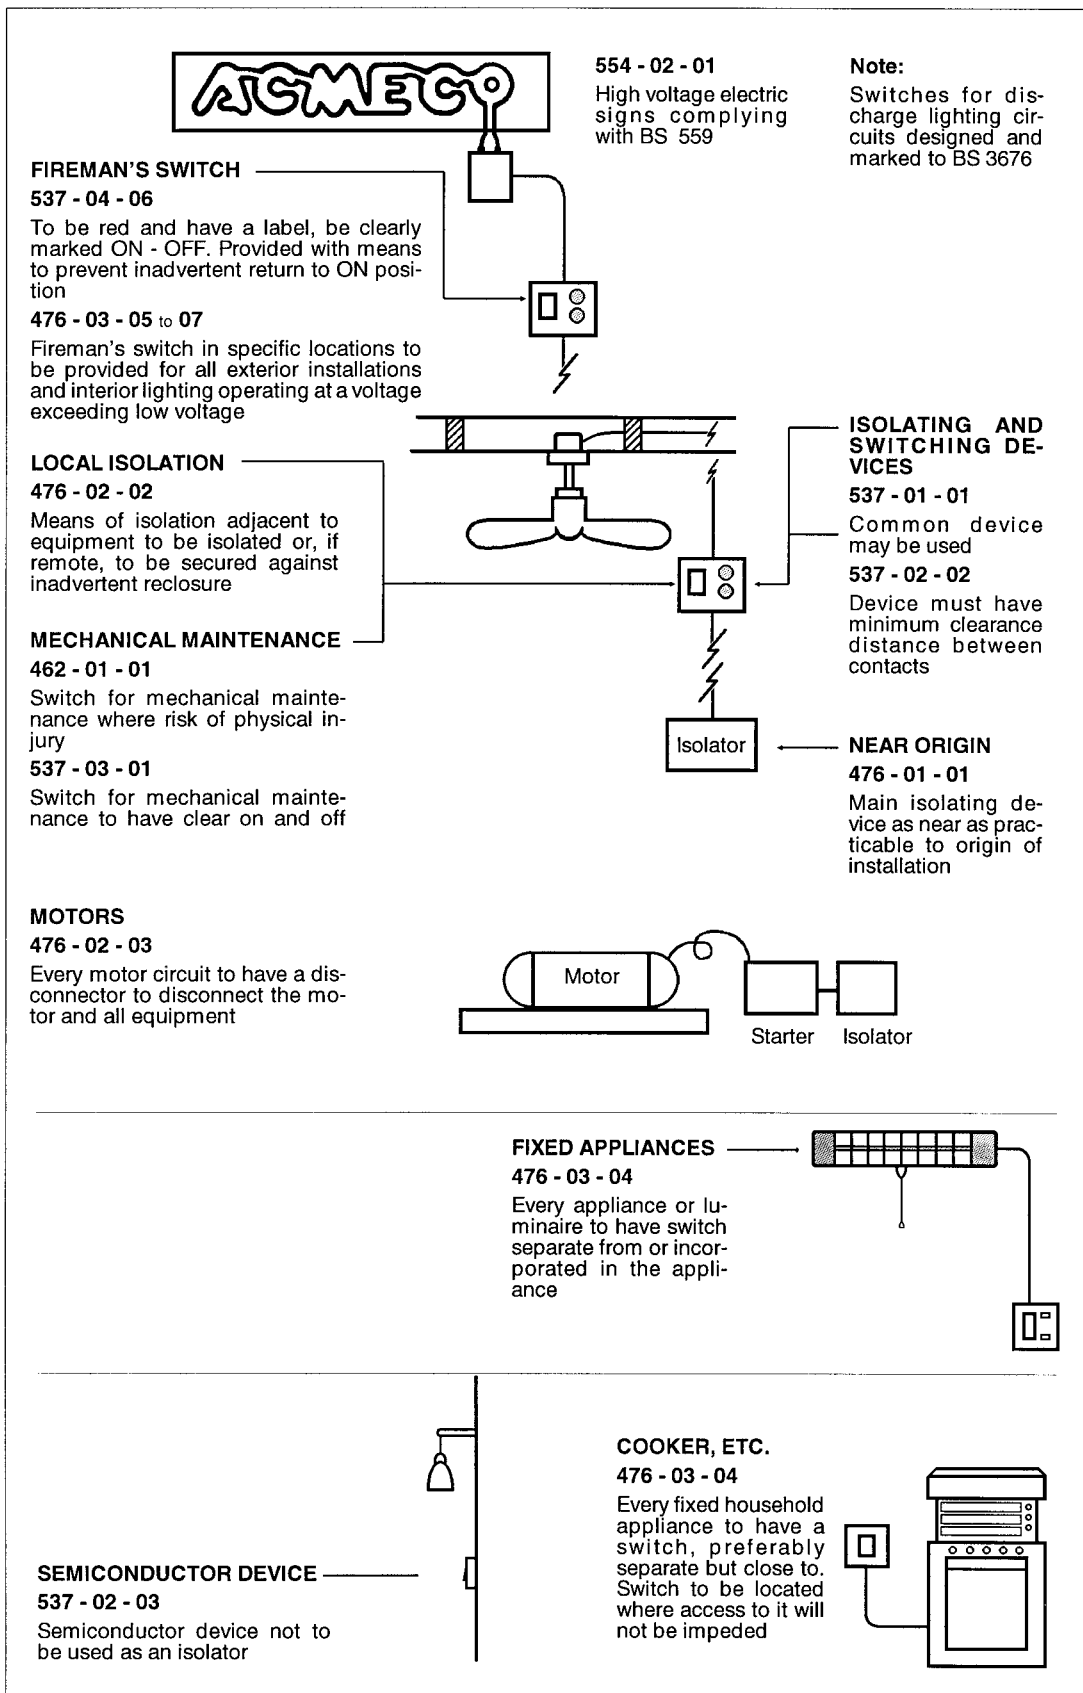 ACMECO
554 - 02 - 01
High voltage electric
signs complying
with BS 559
Note:
Switches for dis-
charge lighting cir-
cuits designed and
marked to BS 3676
FIREMAN'S SWITCH
537 - 04 - 06
To be red and have a label, be clearly
marked ON - OFF. Provided with means
to prevent inadvertent return to ON posi-
tion
476 - 03 - 05 to 07
Fireman's switch in specific locations to
be provided for all exterior installations
and interior lighting operating at a voltage
exceeding low voltage
LOCAL ISOLATION
476 - 02 - 02
Means of isolation adjacent to
equipment to be isolated or, if
remote, to be secured against
inadvertent reclosure
MECHANICAL MAINTENANCE
462 - 01 - 01
Switch for mechanical mainte-
nance where risk of physical in-
jury
537 - 03 - 01
Switch for mechanical mainte-
nance to have clear on and off
ISOLATING AND
SWITCHING DE-
VICES
537 - 01 - 01
Common device
may be used
537 - 02 - 02
Device must have
minimum clearance
distance between
contacts
Isolator
NEAR ORIGIN
476 - 01 - 01
Main isolating de-
vice as near as prac-
ticable to origin of
installation
MOTORS
476 - 02 - 03
Every motor circuit to have a dis-
connector to disconnect the mo-
tor and all equipment
Motor
Starter
Isolator
FIXED APPLIANCES
476 - 03 - 04
Every appliance or lu-
minaire to have switch
separate from or incor-
porated in the appli-
ance
SEMICONDUCTOR DEVICE
537 - 02 - 03
Semiconductor device not to
be used as an isolator
COOKER, ETC.
476 - 03 - 04
Every fixed household
appliance to have a
switch, preferably
separate but close to.
Switch to be located
where access to it will
not be impeded